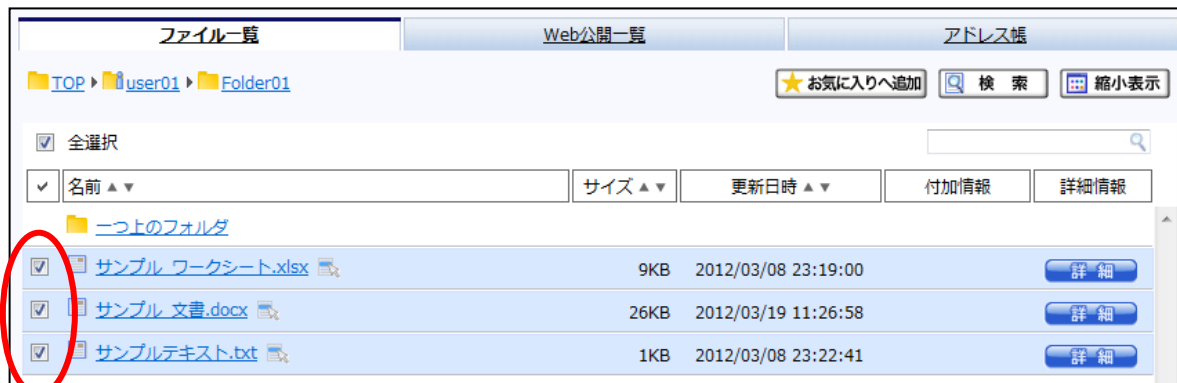 ファイル一覧 Web公開一覧 アドレス帳
TOP user01 Folder01 お気に入りへ追加 検 索 縮小表示
全選択
名前 ▲ ▼ サイズ ▲ ▼ 更新日時 ▲ ▼ 付加情報 詳細情報
一つ上のフォルダ
サンプル ワークシート.xlsx 9KB 2012/03/08 23:19:00 詳 細
サンプル 文書.docx 26KB 2012/03/19 11:26:58 詳 細
サンプルテキスト.txt 1KB 2012/03/08 23:22:41 詳 細